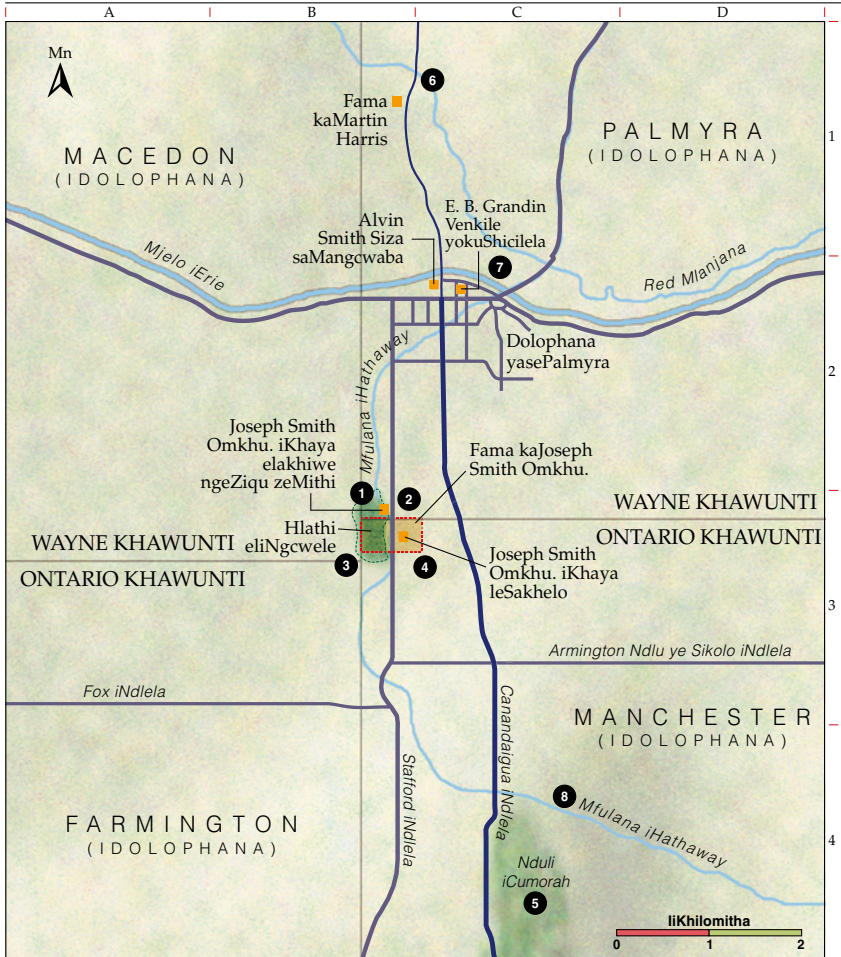 A
B
C
D
Mn
6
Fama
kaMartin
Harris
MACEDON
(IDOLOPHANA)
PALMYRA
(IDOLOPHANA)
1
E. B. Grandin
Venkile
yokuShicilela
Alvin
Smith Siza
saMangcwaba
7
Mjelo iErie
Red Mlanjana
Dolophana
yasePalmyra
2
Mfulana iHathaway
Joseph Smith
Omkhu. iKhaya
elakhiwe
ngeZiqu zeMithi
Fama kaJoseph
Smith Omkhu.
1
2
WAYNE KHAWUNTI
Hlathi
eliNgcwele
WAYNE KHAWUNTI
ONTARIO KHAWUNTI
3
4
Joseph Smith
Omkhu. iKhaya
leSakhelo
ONTARIO KHAWUNTI
3
Armington Ndlu ye Sikolo iNdlela
Fox iNdlela
MANCHESTER
(IDOLOPHANA)
Canandaigua iNdlela
Stafford iNdlela
8
Mfulana iHathaway
FARMINGTON
(IDOLOPHANA)
4
Nduli
iCumorah
5
liKhilomitha
0 1 2